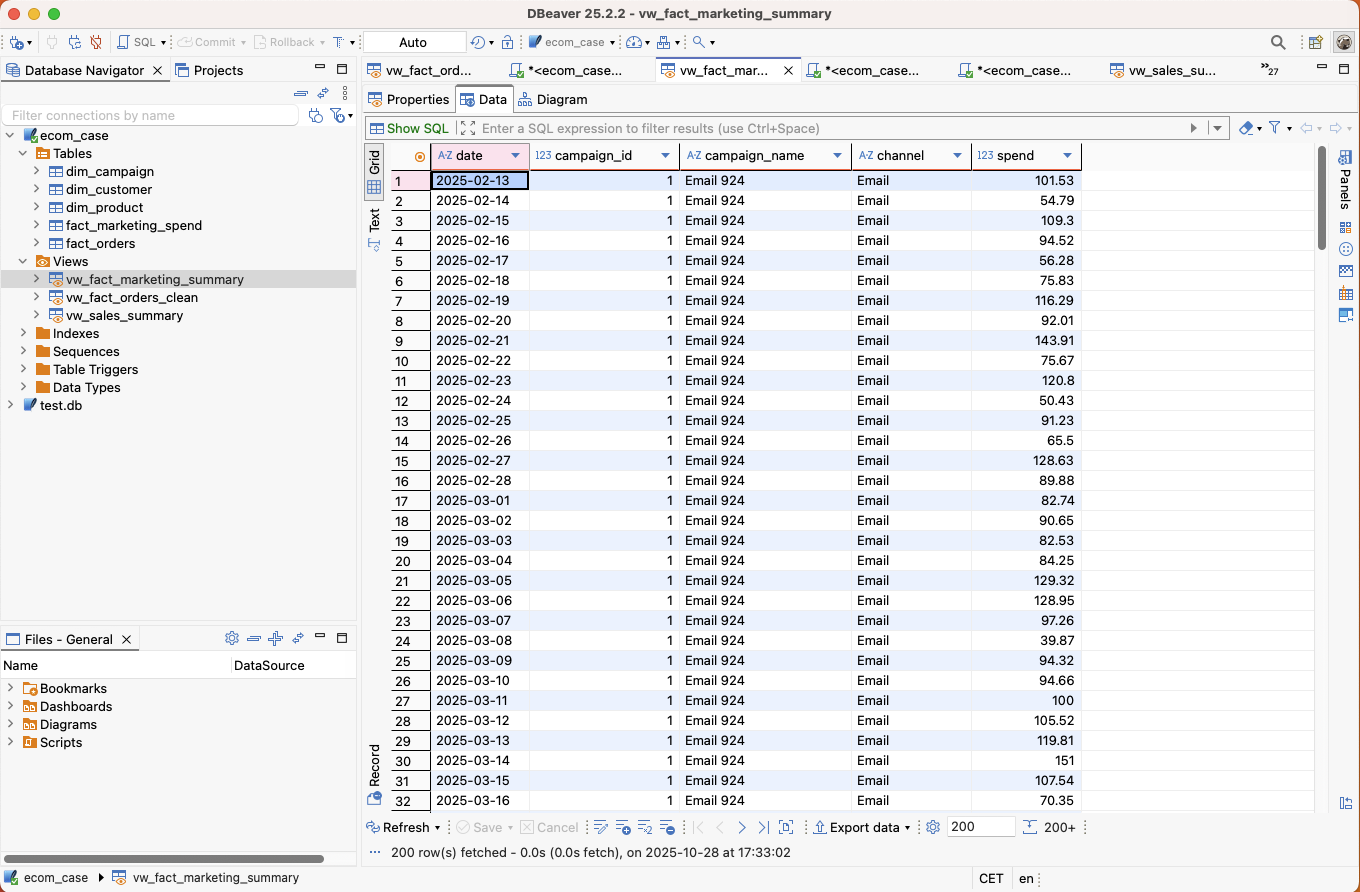 DBeaver 25.2.2 - vw_fact_marketing_summary
SQL Commit Rollback T Auto ecom_case
Database Navigator Projects
Filter connections by name
ecom_case
Tables
dim_campaign
dim_customer
dim_product
fact_marketing_spend
fact_orders
Views
vw_fact_marketing_summary
vw_fact_orders_clean
vw_sales_summary
Indexes
Sequences
Table Triggers
Data Types
test.db
Files - General
Name DataSource
Bookmarks
Dashboards
Diagrams
Scripts
vw_fact_ord... *<ecom_case... vw_fact_mar... *<ecom_case... *<ecom_case... vw_sales_su... »27
Properties Data Diagram
Show SQL Enter a SQL expression to filter results (use Ctrl+Space)
Grid
Text
Record
Panels
A-Z date 123 campaign_id A-Z campaign_name A-Z channel 123 spend
1 2025-02-13 1 Email 924 Email 101.53
2 2025-02-14 1 Email 924 Email 54.79
3 2025-02-15 1 Email 924 Email 109.3
4 2025-02-16 1 Email 924 Email 94.52
5 2025-02-17 1 Email 924 Email 56.28
6 2025-02-18 1 Email 924 Email 75.83
7 2025-02-19 1 Email 924 Email 116.29
8 2025-02-20 1 Email 924 Email 92.01
9 2025-02-21 1 Email 924 Email 143.91
10 2025-02-22 1 Email 924 Email 75.67
11 2025-02-23 1 Email 924 Email 120.8
12 2025-02-24 1 Email 924 Email 50.43
13 2025-02-25 1 Email 924 Email 91.23
14 2025-02-26 1 Email 924 Email 65.5
15 2025-02-27 1 Email 924 Email 128.63
16 2025-02-28 1 Email 924 Email 89.88
17 2025-03-01 1 Email 924 Email 82.74
18 2025-03-02 1 Email 924 Email 90.65
19 2025-03-03 1 Email 924 Email 82.53
20 2025-03-04 1 Email 924 Email 84.25
21 2025-03-05 1 Email 924 Email 129.32
22 2025-03-06 1 Email 924 Email 128.95
23 2025-03-07 1 Email 924 Email 97.26
24 2025-03-08 1 Email 924 Email 39.87
25 2025-03-09 1 Email 924 Email 94.32
26 2025-03-10 1 Email 924 Email 94.66
27 2025-03-11 1 Email 924 Email 100
28 2025-03-12 1 Email 924 Email 105.52
29 2025-03-13 1 Email 924 Email 119.81
30 2025-03-14 1 Email 924 Email 151
31 2025-03-15 1 Email 924 Email 107.54
32 2025-03-16 1 Email 924 Email 70.35
Refresh Save Cancel Export data 200 200+
200 row(s) fetched - 0.0s (0.0s fetch), on 2025-10-28 at 17:33:02
ecom_case vw_fact_marketing_summary CET en